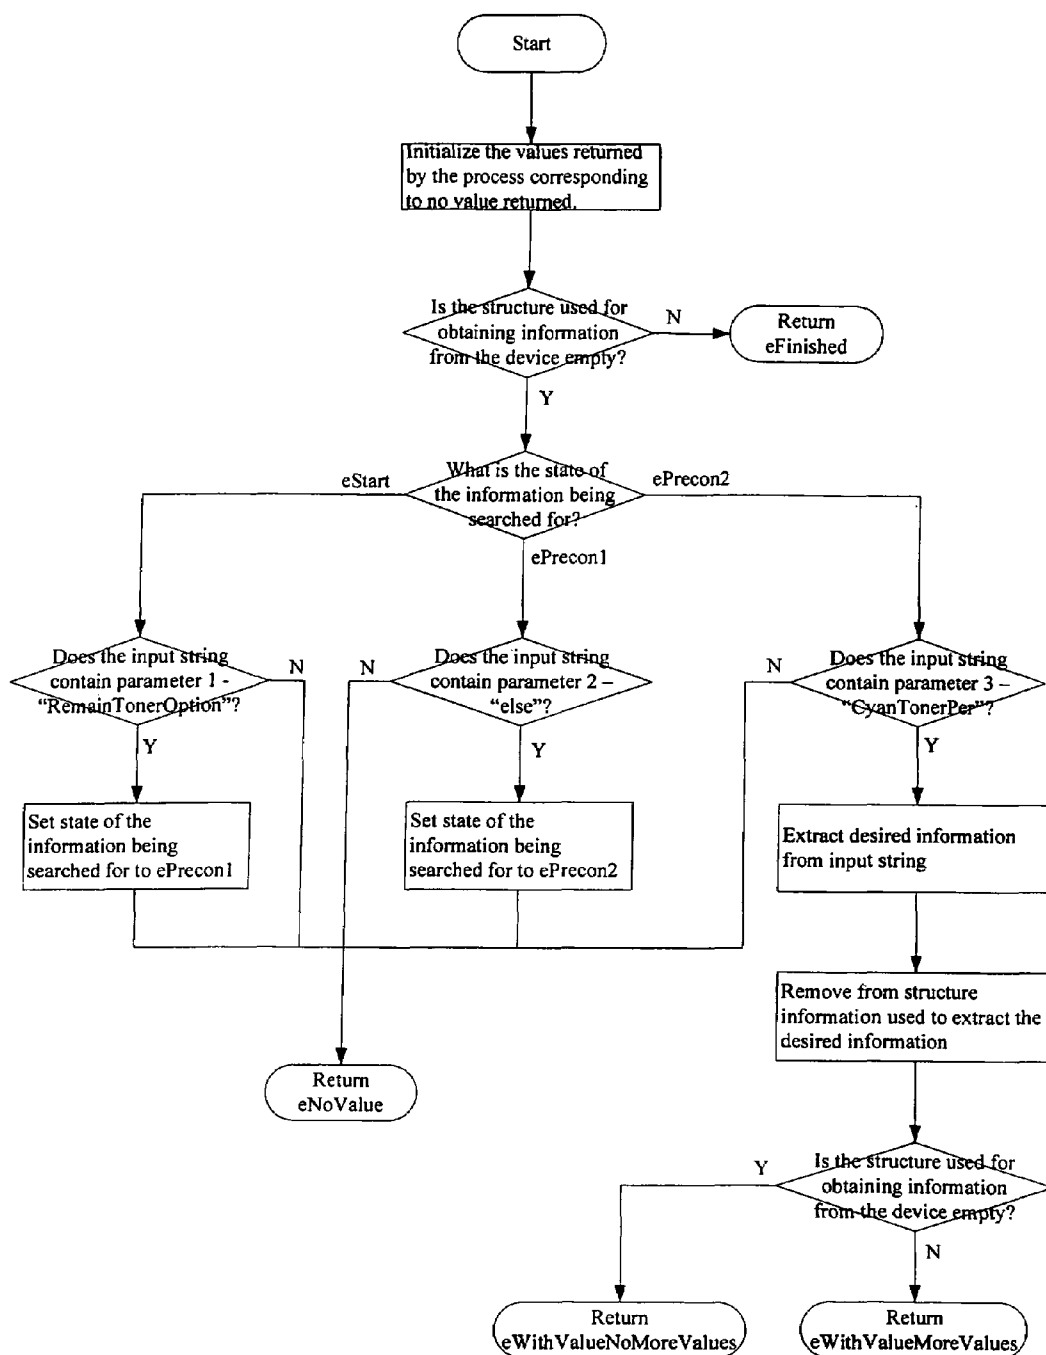 Start
Initialize the values returned
by the process corresponding
to no value returned.
Is the structure used for
obtaining information
from the device empty?
N
Return
eFinished
Y
What is the state of
the information being
searched for?
eStart
ePrecon2
ePrecon1
Does the input string
contain parameter 1 -
“RemainTonerOption”?
N
Y
N
Does the input string
contain parameter 2 –
“else”?
Y
N
Does the input string
contain parameter 3 –
“CyanTonerPer”?
Y
Set state of the
information being
searched for to ePrecon1
Set state of the
information being
searched for to ePrecon2
Extract desired information
from input string
Remove from structure
information used to extract the
desired information
Return
eNoValue
Y
Is the structure used for
obtaining information
from the device empty?
N
Return
eWithValueNoMoreValues
Return
eWithValueMoreValues